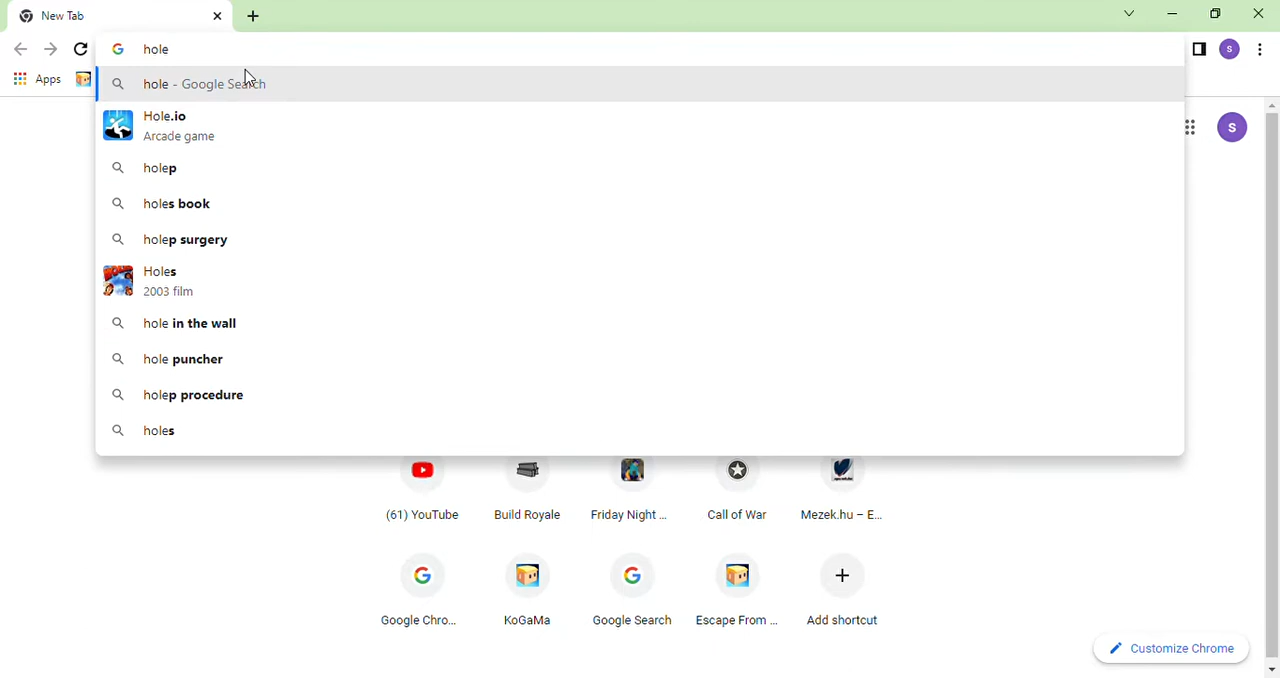 New Tab
hole
Apps
hole - Google Search
Hole.io
Arcade game
holep
holes book
holep surgery
Holes
2003 film
hole in the wall
hole puncher
holep procedure
holes
S
S
(61) YouTube
Build Royale
Friday Night ...
Call of War
Mezek.hu – E...
Google Chro...
KoGaMa
Google Search
Escape From ...
Add shortcut
Customize Chrome